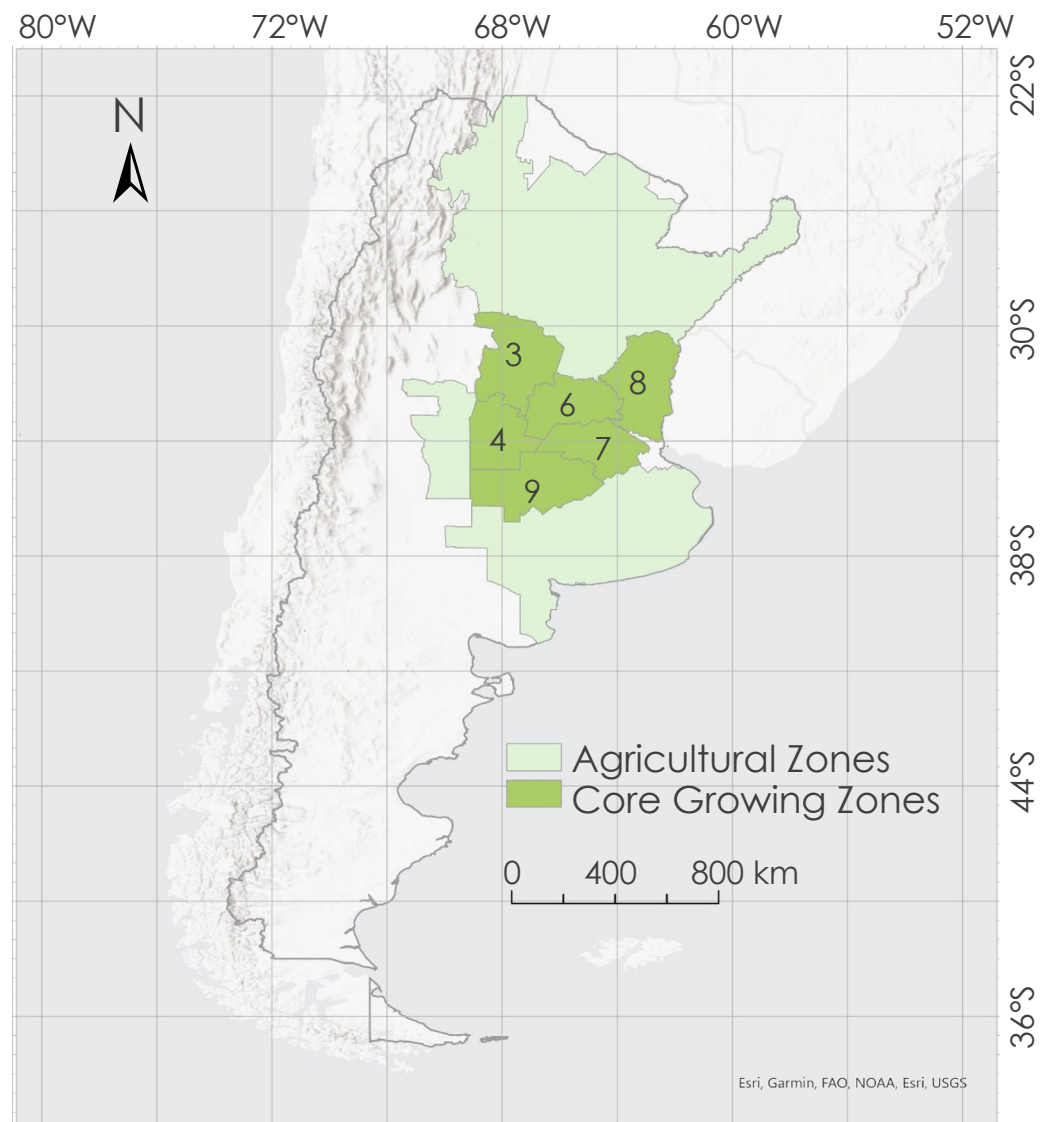 80°W 72°W 68°W 60°W 52°W
22°S
N
30°S
3
8
6
4
7
9
38°S
Agricultural Zones
44°S
Core Growing Zones
0 400 800 km
36°S
Esri, Garmin, FAO, NOAA, Esri, USGS